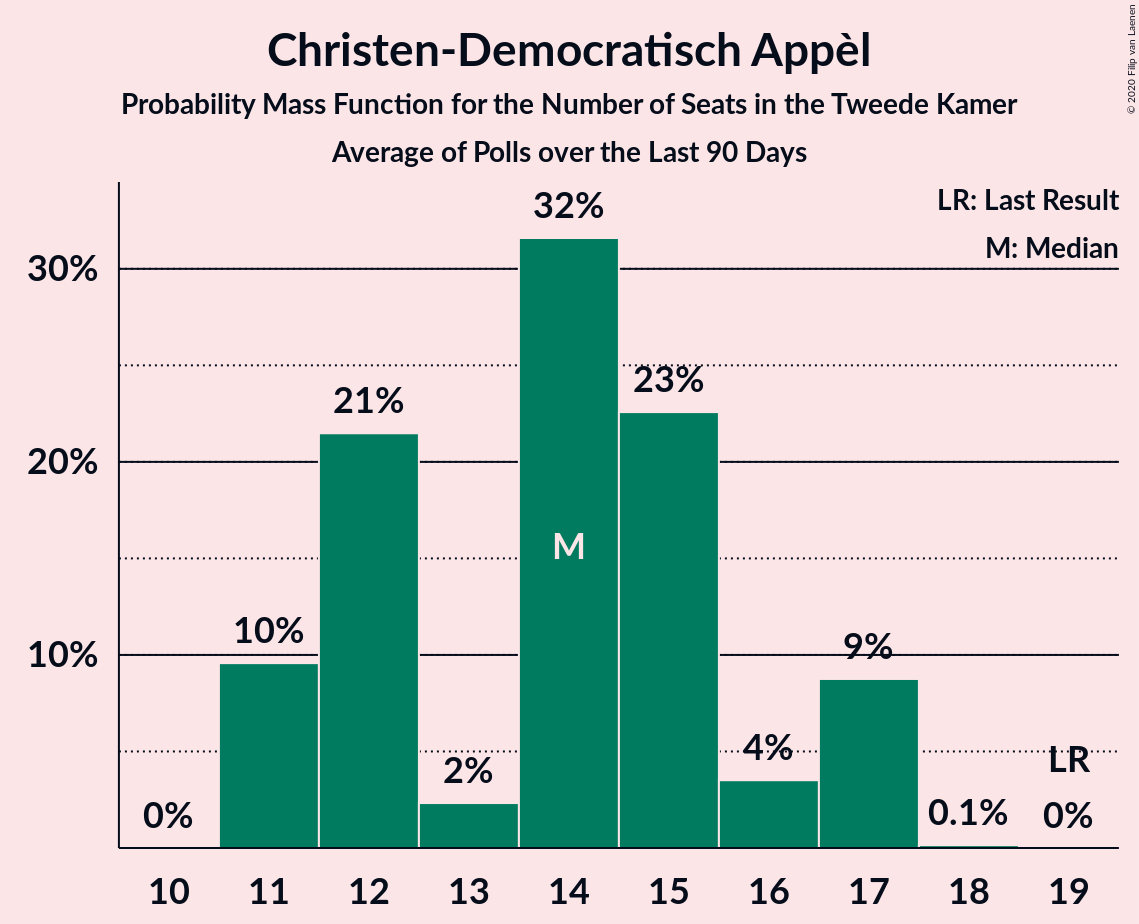 Christen-Democratisch Appèl
Probability Mass Function for the Number of Seats in the Tweede Kamer
Average of Polls over the Last 90 Days
© 2020 Filip van Laenen
LR: Last Result
M: Median
30%
20%
10%
0%
10%
21%
2%
32%
M
23%
4%
9%
0.1%
LR
0%
10 11 12 13 14 15 16 17 18 19